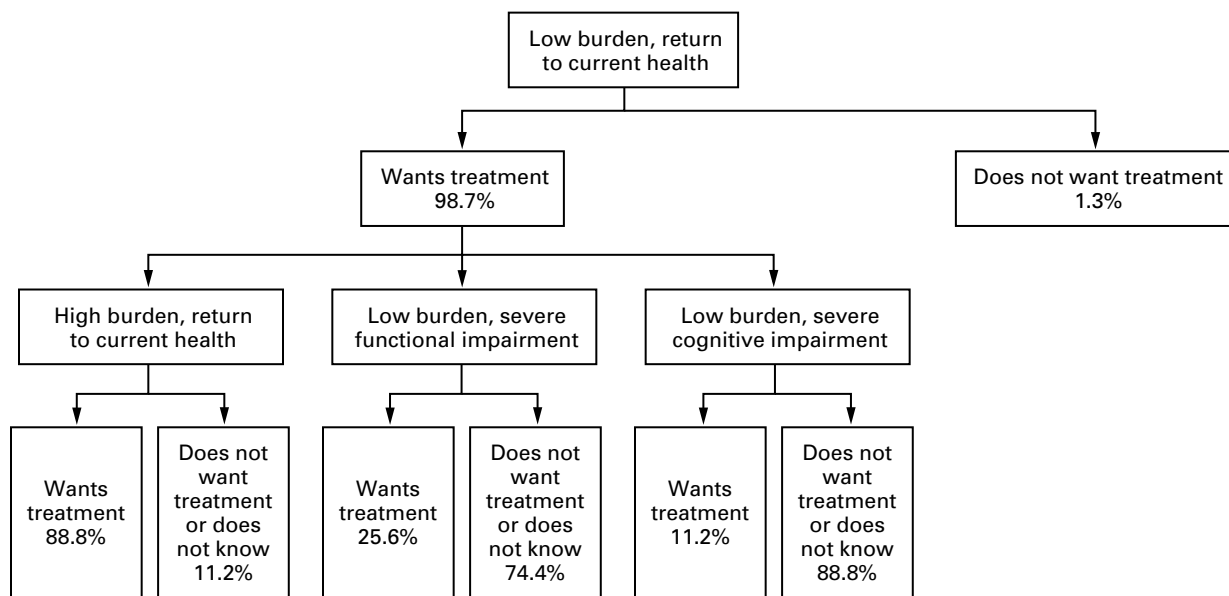 Low burden, return
to current health
Wants treatment
98.7%
Does not want treatment
1.3%
High burden, return
to current health
Low burden, severe
functional impairment
Low burden, severe
cognitive impairment
Wants
treatment
88.8%
Does not
want
treatment
or does
not know
11.2%
Wants
treatment
25.6%
Does not
want
treatment
or does
not know
74.4%
Wants
treatment
11.2%
Does not
want
treatment
or does
not know
88.8%